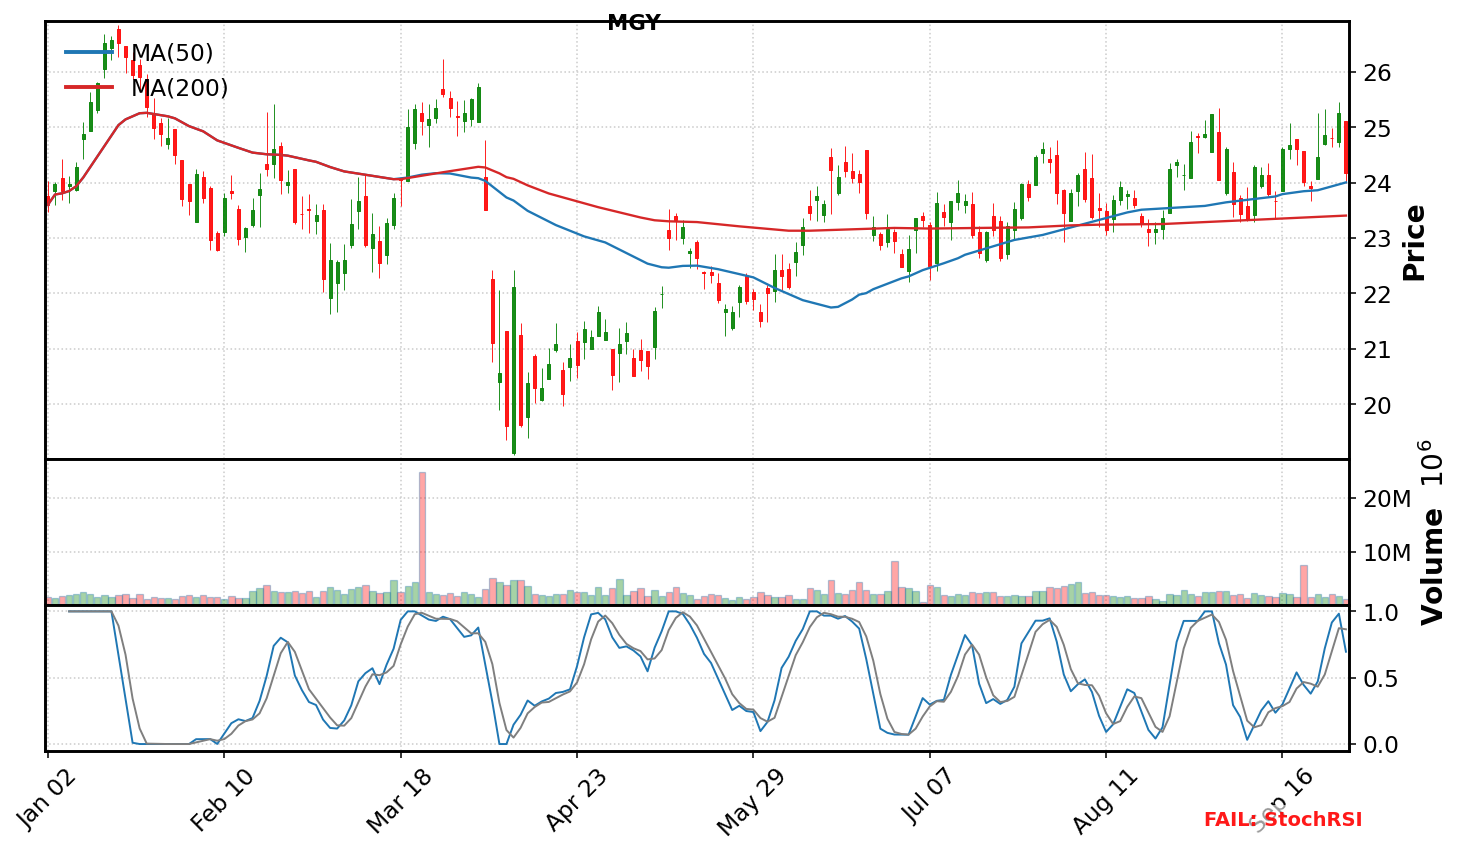 MGY
MA(50)
MA(200)
26
25
24
23
22
21
20
Price
20M
10M
Volume 10⁶
1.0
0.5
0.0
Jan 02
Feb 10
Mar 18
Apr 23
May 29
Jul 07
Aug 11
Sep 16
FAIL: StochRSI